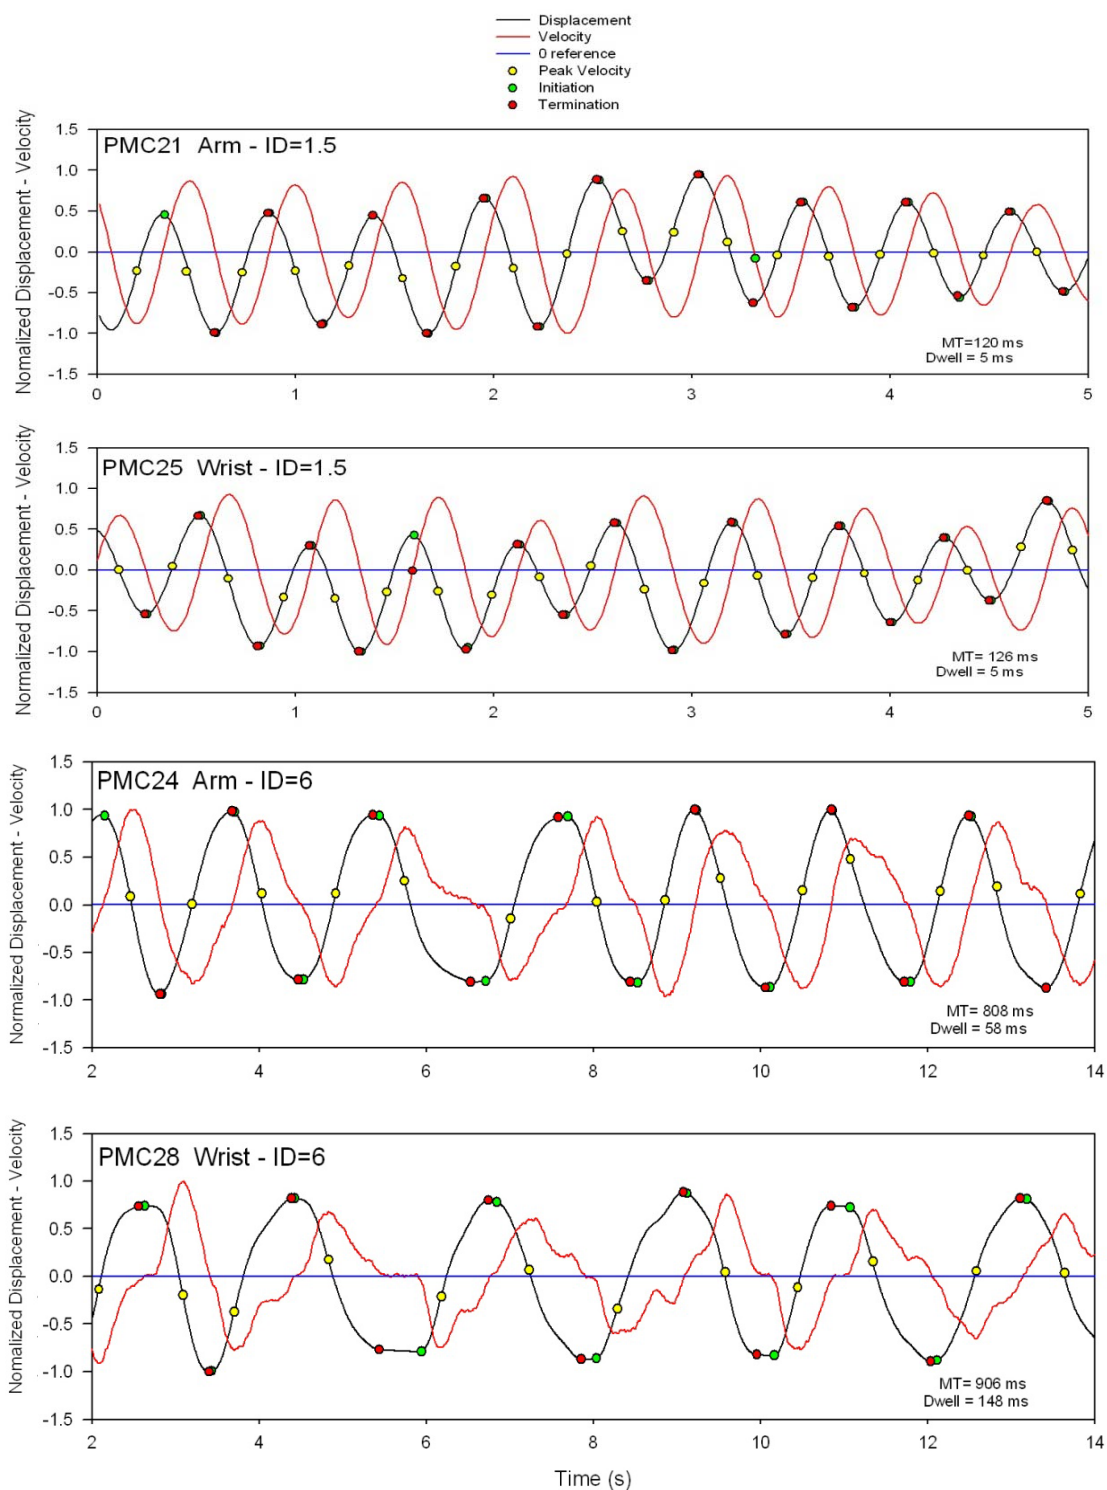 Displacement
Velocity
0 reference
Peak Velocity
Initiation
Termination
Nomalized Displacement - Velocity
PMC21 Arm - ID=1.5
1.5
1.0
0.5
0.0
-0.5
-1.0
-1.5
MT=120 ms
Dwell = 5 ms
0 1 2 3 4 5
Normalized Displacement - Velocity
PMC25 Wrist - ID=1.5
1.5
1.0
0.5
0.0
-0.5
-1.0
-1.5
MT= 126 ms
Dwell = 5 ms
0 1 2 3 4 5
Normalized Displacement - Velocity
PMC24 Arm - ID=6
1.5
1.0
0.5
0.0
-0.5
-1.0
-1.5
MT= 808 ms
Dwell = 58 ms
2 4 6 8 10 12 14
Normalized Displacement - Velocity
PMC28 Wrist - ID=6
1.5
1.0
0.5
0.0
-0.5
-1.0
-1.5
MT= 906 ms
Dwell = 148 ms
2 4 6 8 10 12 14
Time (s)